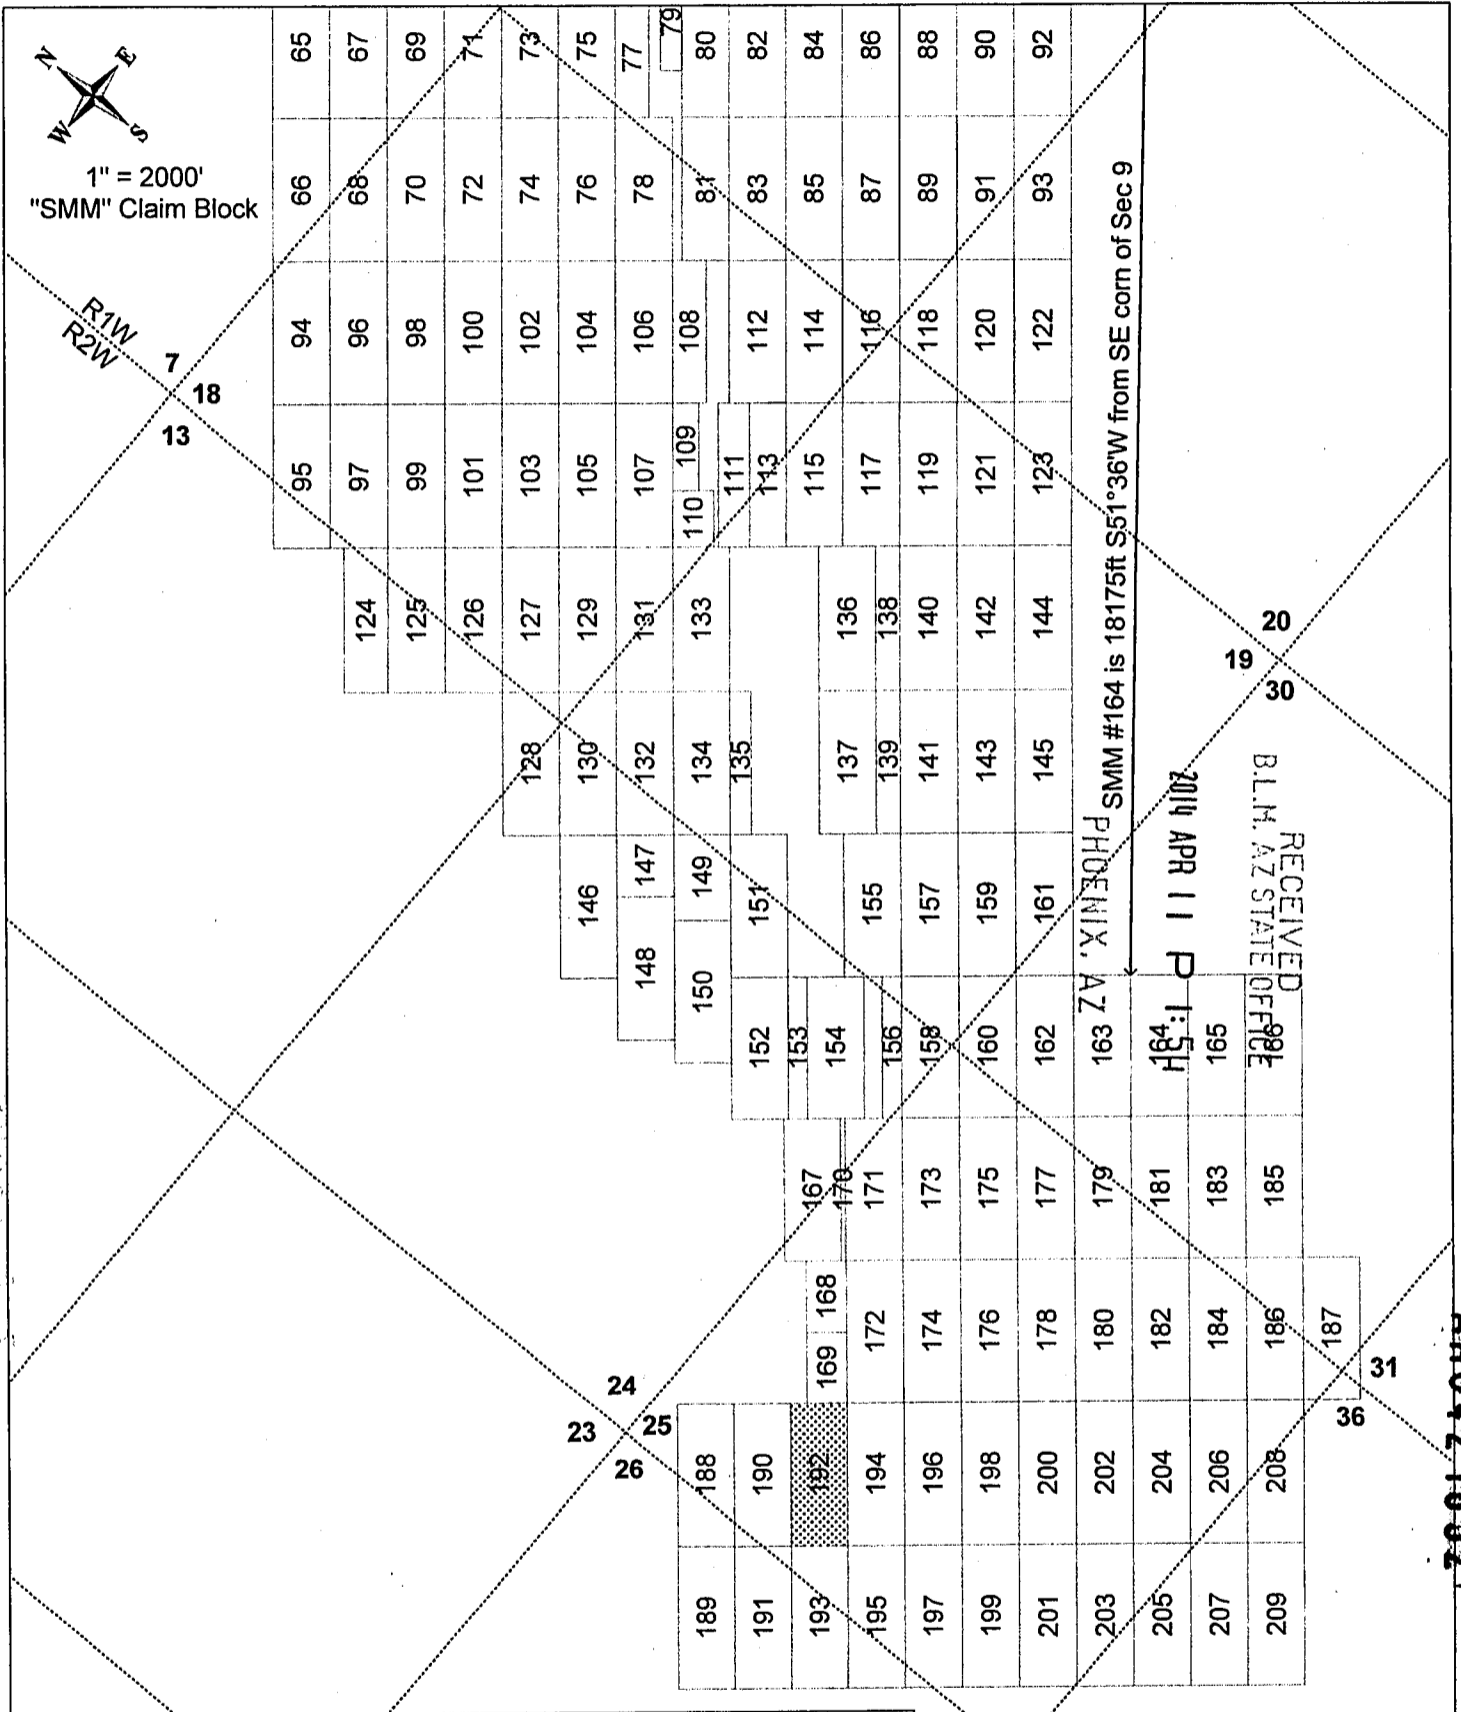 N E
W S
1" = 2000'
"SMM" Claim Block
65 67 69 71 73 75 77 79 80 82 84 86 88 90 92
66 68 70 72 74 76 78 81 83 85 87 89 91 93
R1W
R2W
7
18
13
94 96 98 100 102 104 106 108 112 114 116 118 120 122
95 97 99 101 103 105 107 109 110 111 113 115 117 119 121 123
124 125 126 127 129 131 133 136 138 140 142 144
128 130 132 134 135 137 139 141 143 145
20
19
30
SMM #164 is 18175ft S51°36'W from SE corn of Sec 9
RECEIVED
B.L.M. AZ STATE OFFICE
2014 APR 11 P 1:54
PHOENIX, AZ
146 147 149 151 155 157 159 161
148 150 152 153 154 156 158 160 162 163 164 165
167 170 171 173 175 177 179 181 183 185
168 169 172 174 176 178 180 182 184 186 187
24
23
25
26
31
36
188 190 192 194 196 198 200 202 204 206 208
189 191 193 195 197 199 201 203 205 207 209